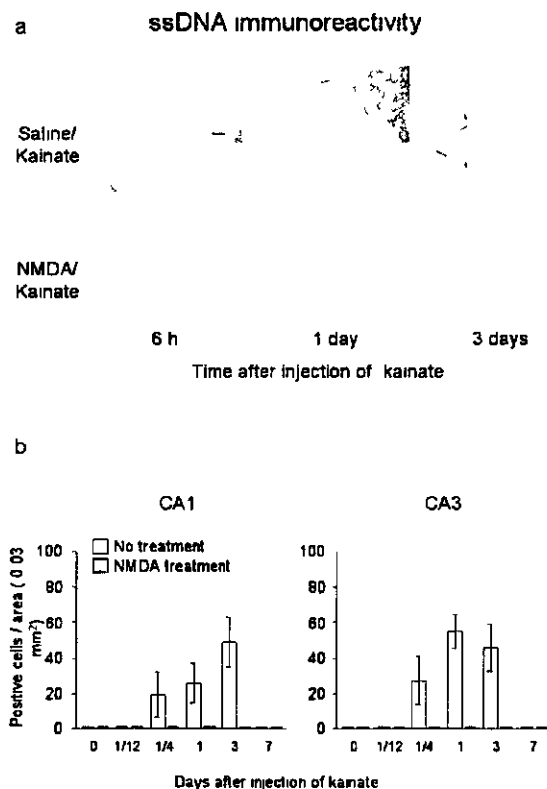 a
ssDNA immunoreactivity
Saline/
Kainate
NMDA/
Kainate
6 h 1 day 3 days
Time after injection of kainate
b
CA1 CA3
No treatment
NMDA treatment
Positive cells / area ( 0 03
mm²)
100
80
60
40
20
0
100
80
60
40
20
0
0 1/12 1/4 1 3 7
0 1/12 1/4 1 3 7
Days after injection of kainate